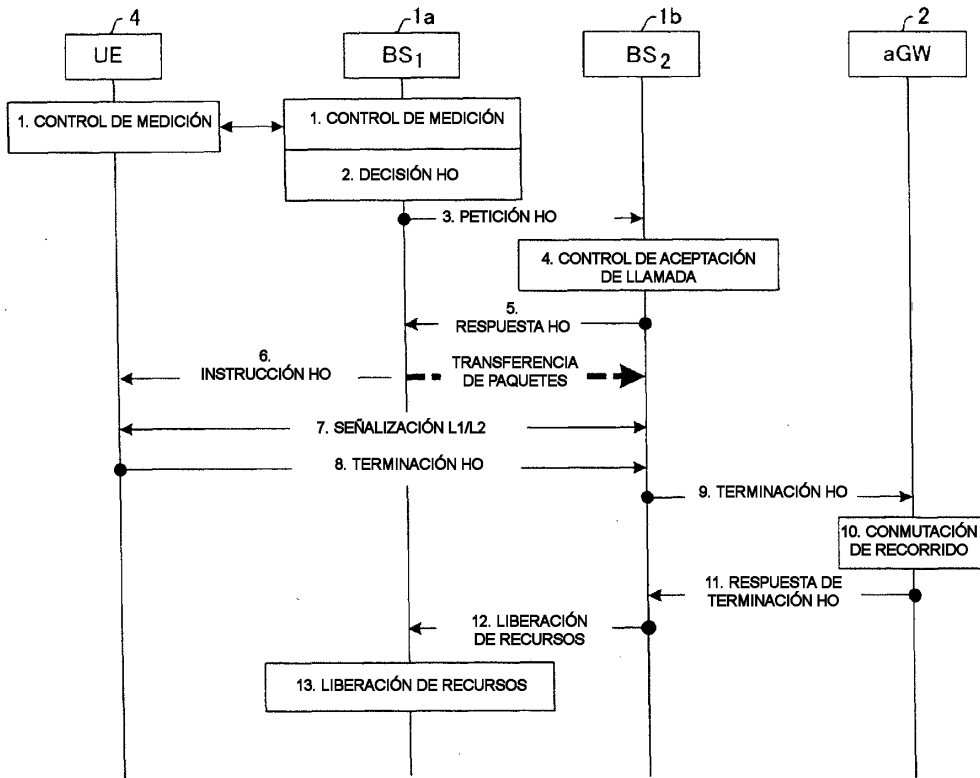 4
1a
1b
2
UE
BS1
BS2
aGW
1. CONTROL DE MEDICIÓN
1. CONTROL DE MEDICIÓN
2. DECISIÓN HO
3. PETICIÓN HO
4. CONTROL DE ACEPTACIÓN
DE LLAMADA
5.
RESPUESTA HO
6.
INSTRUCCIÓN HO
TRANSFERENCIA
DE PAQUETES
7. SEÑALIZACIÓN L1/L2
8. TERMINACIÓN HO
9. TERMINACIÓN HO
10. CONMUTACIÓN
DE RECORRIDO
11. RESPUESTA DE
TERMINACIÓN HO
12. LIBERACIÓN
DE RECURSOS
13. LIBERACIÓN DE RECURSOS